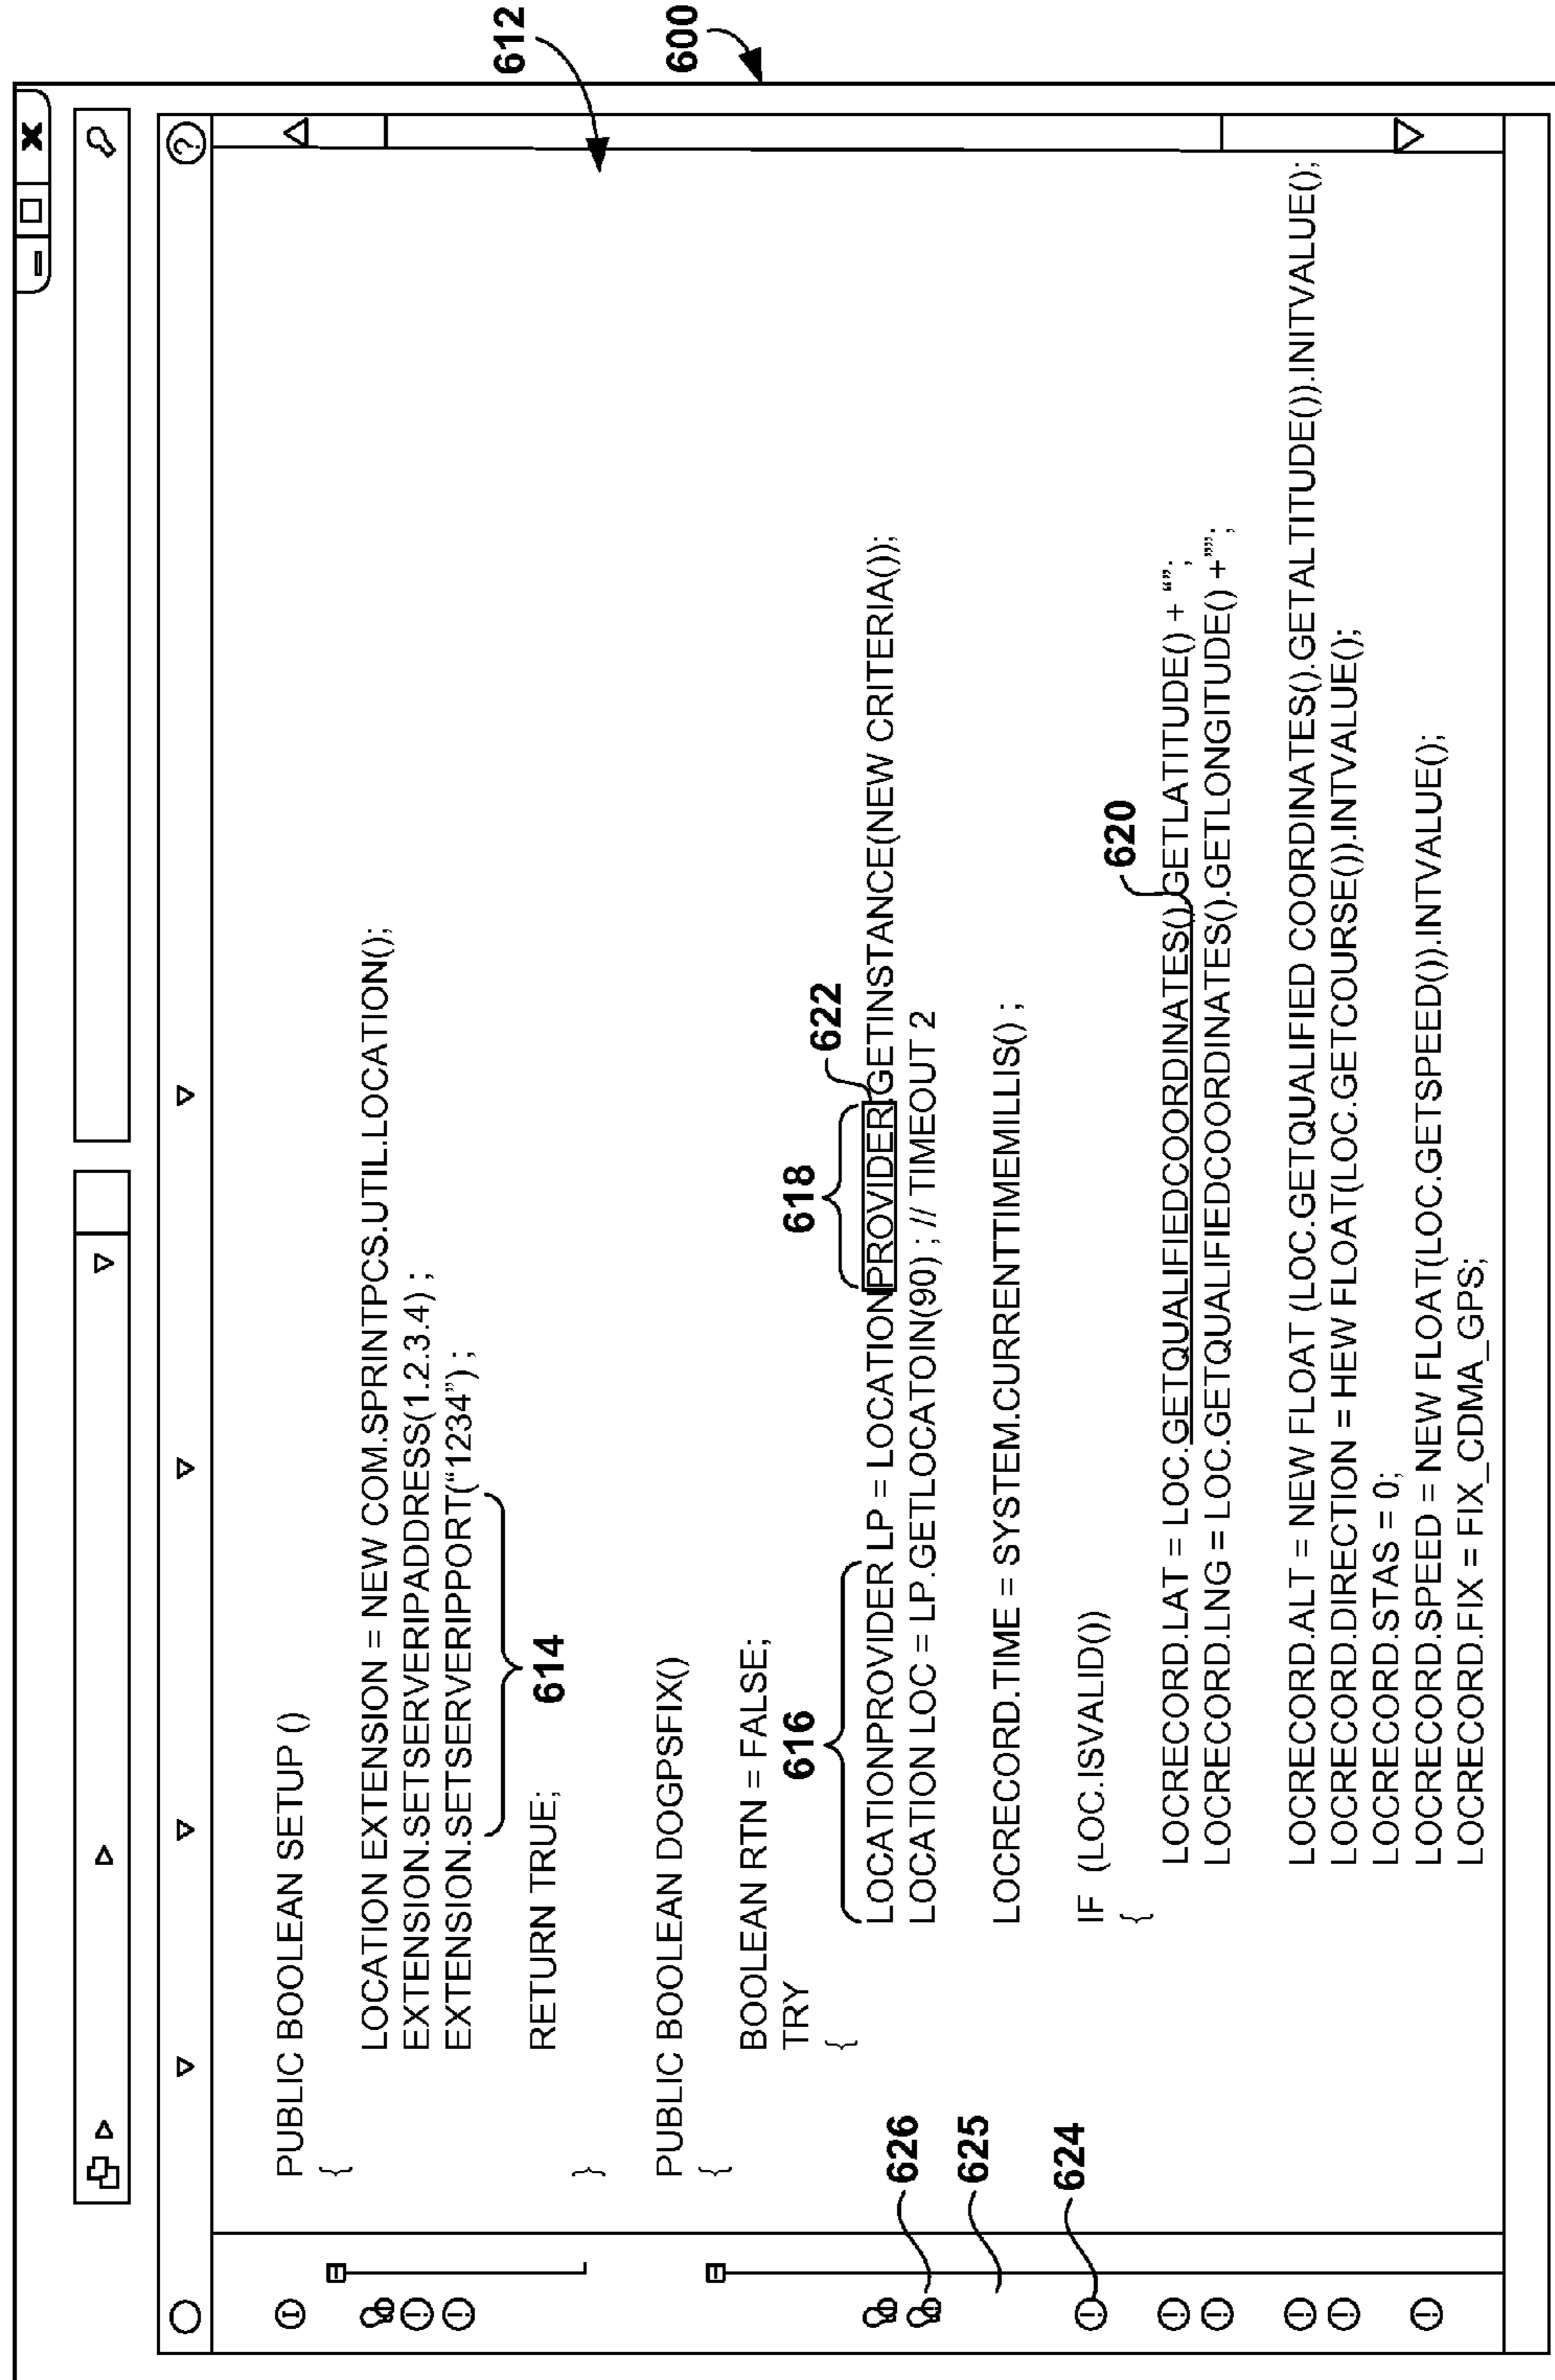 600
612
PUBLIC BOOLEAN SETUP ()
{
LOCATION EXTENSION = NEW COM.SPRINTPCS.UTIL.LOCATION();
EXTENSION.SETSERVERIPADDRESS(1.2.3.4) ;
EXTENSION.SETSERVERIPPORT(“1234”) ;
614
RETURN TRUE;
}
PUBLIC BOOLEAN DOGPSFIX()
{
BOOLEAN RTN = FALSE;
TRY
{
616
618
622
LOCATIONPROVIDER LP = LOCATIONPROVIDER.GETINSTANCE(NEW CRITERIA());
LOCATION LOC = LP.GETLOCATOIN(90) ; // TIMEOUT 2
626
LOCRECORD.TIME = SYSTEM.CURRENTTIMEMILLIS() ;
625
IF (LOC.ISVALID())
{
624
620
LOCRECORD.LAT = LOC.GETQUALIFIEDCOORDINATES().GETLATITUDE() + “”;
LOCRECORD.LNG = LOC.GETQUALIFIEDCOORDINATES().GETLONGITUDE() +””;
LOCRECORD.ALT = NEW FLOAT (LOC.GETQUALIFIED COORDINATES().GETALTITUDE()).INITVALUE();
LOCRECORD.DIRECTION = HEW FLOAT(LOC.GETCOURSE()).INTVALUE();
LOCRECORD.STAS = 0;
LOCRECORD.SPEED = NEW FLOAT(LOC.GETSPEED()).INTVALUE();
LOCRECORD.FIX = FIX_CDMA_GPS;